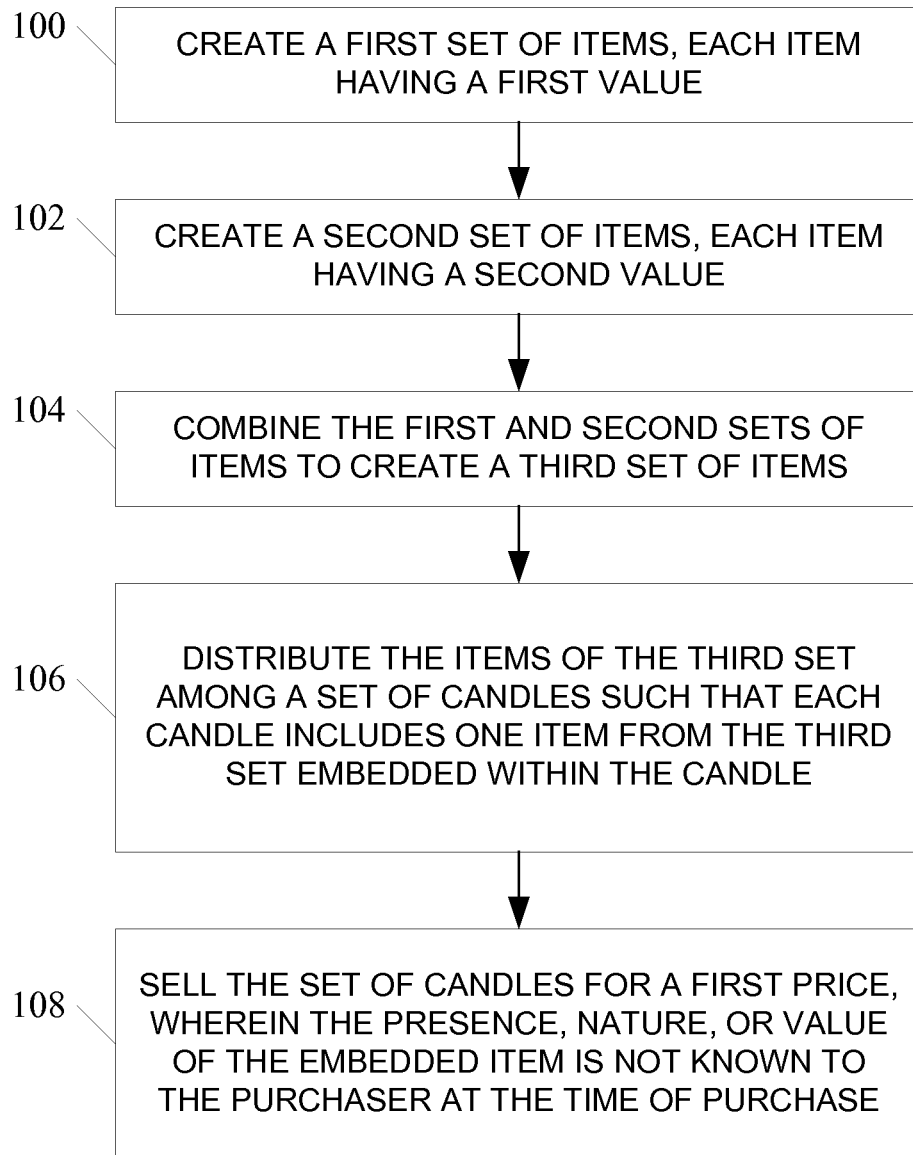 100
CREATE A FIRST SET OF ITEMS, EACH ITEM
HAVING A FIRST VALUE
102
CREATE A SECOND SET OF ITEMS, EACH ITEM
HAVING A SECOND VALUE
104
COMBINE THE FIRST AND SECOND SETS OF
ITEMS TO CREATE A THIRD SET OF ITEMS
106
DISTRIBUTE THE ITEMS OF THE THIRD SET
AMONG A SET OF CANDLES SUCH THAT EACH
CANDLE INCLUDES ONE ITEM FROM THE THIRD
SET EMBEDDED WITHIN THE CANDLE
108
SELL THE SET OF CANDLES FOR A FIRST PRICE,
WHEREIN THE PRESENCE, NATURE, OR VALUE
OF THE EMBEDDED ITEM IS NOT KNOWN TO
THE PURCHASER AT THE TIME OF PURCHASE